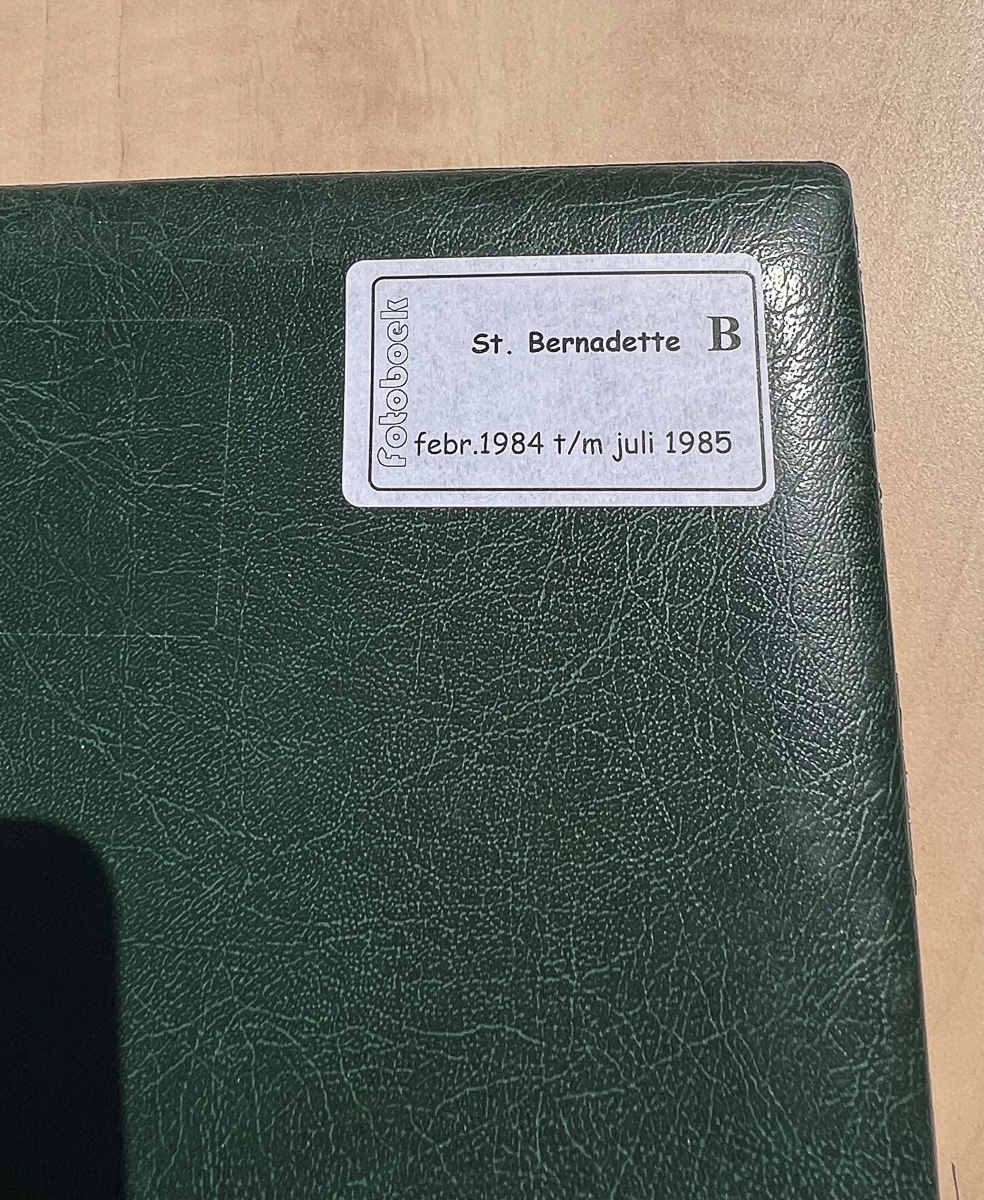 fotoboek
St. Bernadette B
febr.1984 t/m juli 1985